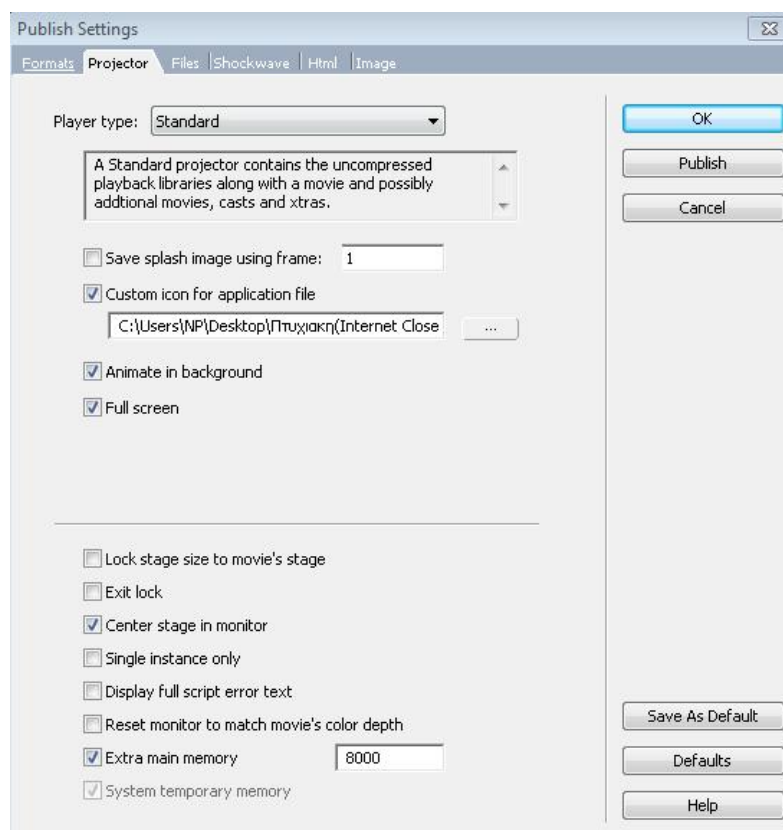 Publish Settings
Formats Projector Files Shockwave Html Image
Player type: Standard
A Standard projector contains the uncompressed
playback libraries along with a movie and possibly
addtional movies, casts and xtras.
Save splash image using frame: 1
Custom icon for application file
C:\Users\NP\Desktop\Πτυχιακη(Internet Close
...
Animate in background
Full screen
Lock stage size to movie's stage
Exit lock
Center stage in monitor
Single instance only
Display full script error text
Reset monitor to match movie's color depth
Extra main memory 8000
System temporary memory
OK
Publish
Cancel
Save As Default
Defaults
Help